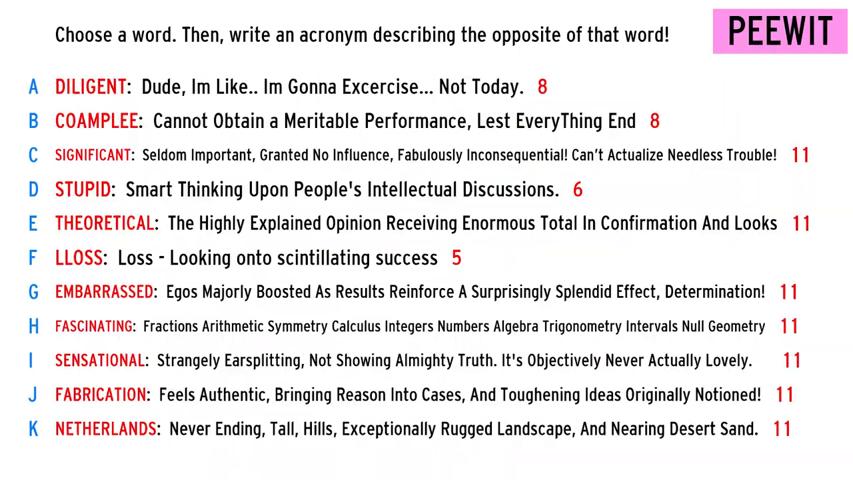 Choose a word. Then, write an acronym describing the opposite of that word!
PEEWIT
A DILIGENT: Dude, Im Like.. Im Gonna Excercise... Not Today. 8
B COAMPLEE: Cannot Obtain a Meritable Performance, Lest EveryThing End 8
C SIGNIFICANT: Seldom Important, Granted No Influence, Fabulously Inconsequential! Can't Actualize Needless Trouble! 11
D STUPID: Smart Thinking Upon People's Intellectual Discussions. 6
E THEORETICAL: The Highly Explained Opinion Receiving Enormous Total In Confirmation And Looks 11
F LLOSS: Loss - Looking onto scintillating success 5
G EMBARRASSED: Egos Majorly Boosted As Results Reinforce A Surprisingly Splendid Effect, Determination! 11
H FASCINATING: Fractions Arithmetic Symmetry Calculus Integers Numbers Algebra Trigonometry Intervals Null Geometry 11
I SENSATIONAL: Strangely Earsplitting, Not Showing Almighty Truth. It's Objectively Never Actually Lovely. 11
J FABRICATION: Feels Authentic, Bringing Reason Into Cases, And Toughening Ideas Originally Notioned! 11
K NETHERLANDS: Never Ending, Tall, Hills, Exceptionally Rugged Landscape, And Nearing Desert Sand. 11